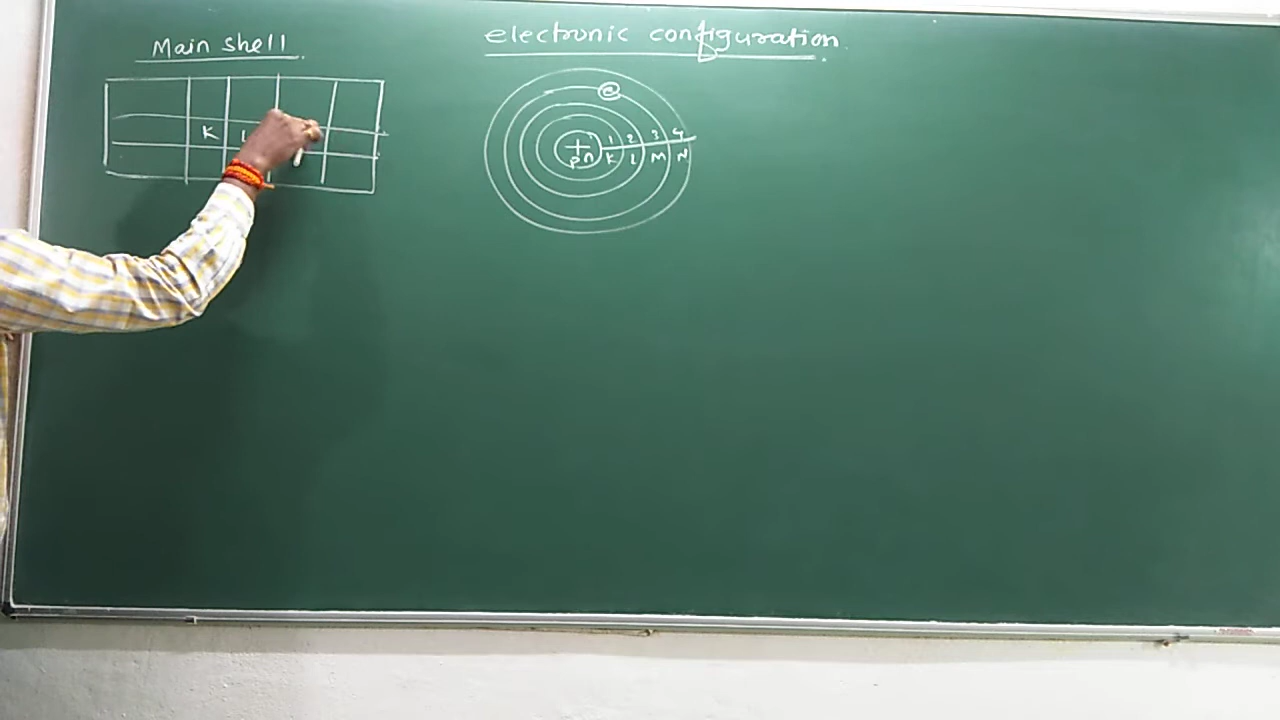 Main shell
K L
electronic configuration
e
1 2 3 4
+
P n K L M N